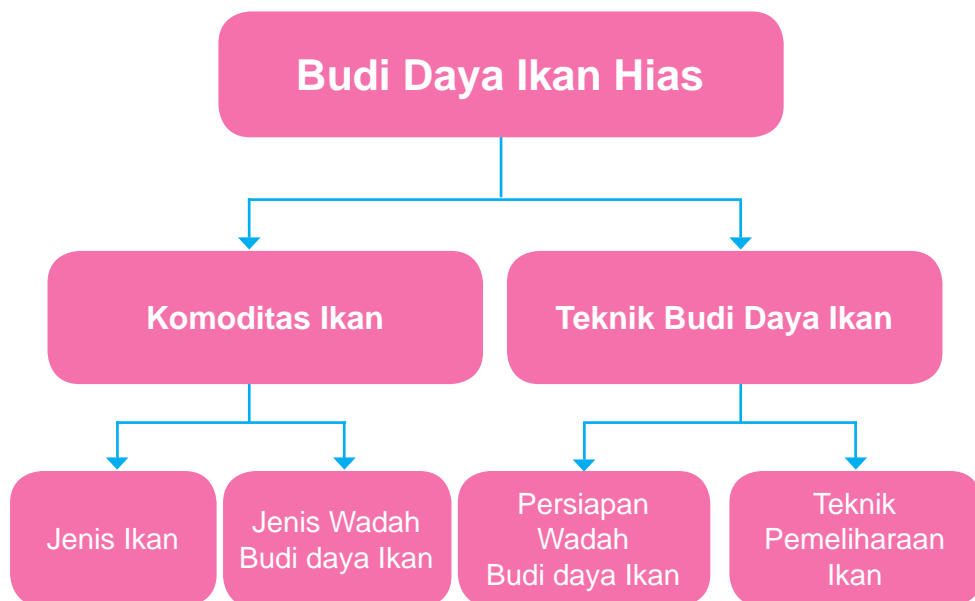 Budi Daya Ikan Hias
Komoditas Ikan
Teknik Budi Daya Ikan
Jenis Ikan
Jenis Wadah
Budi daya Ikan
Persiapan
Wadah
Budi daya Ikan
Teknik
Pemeliharaan
Ikan